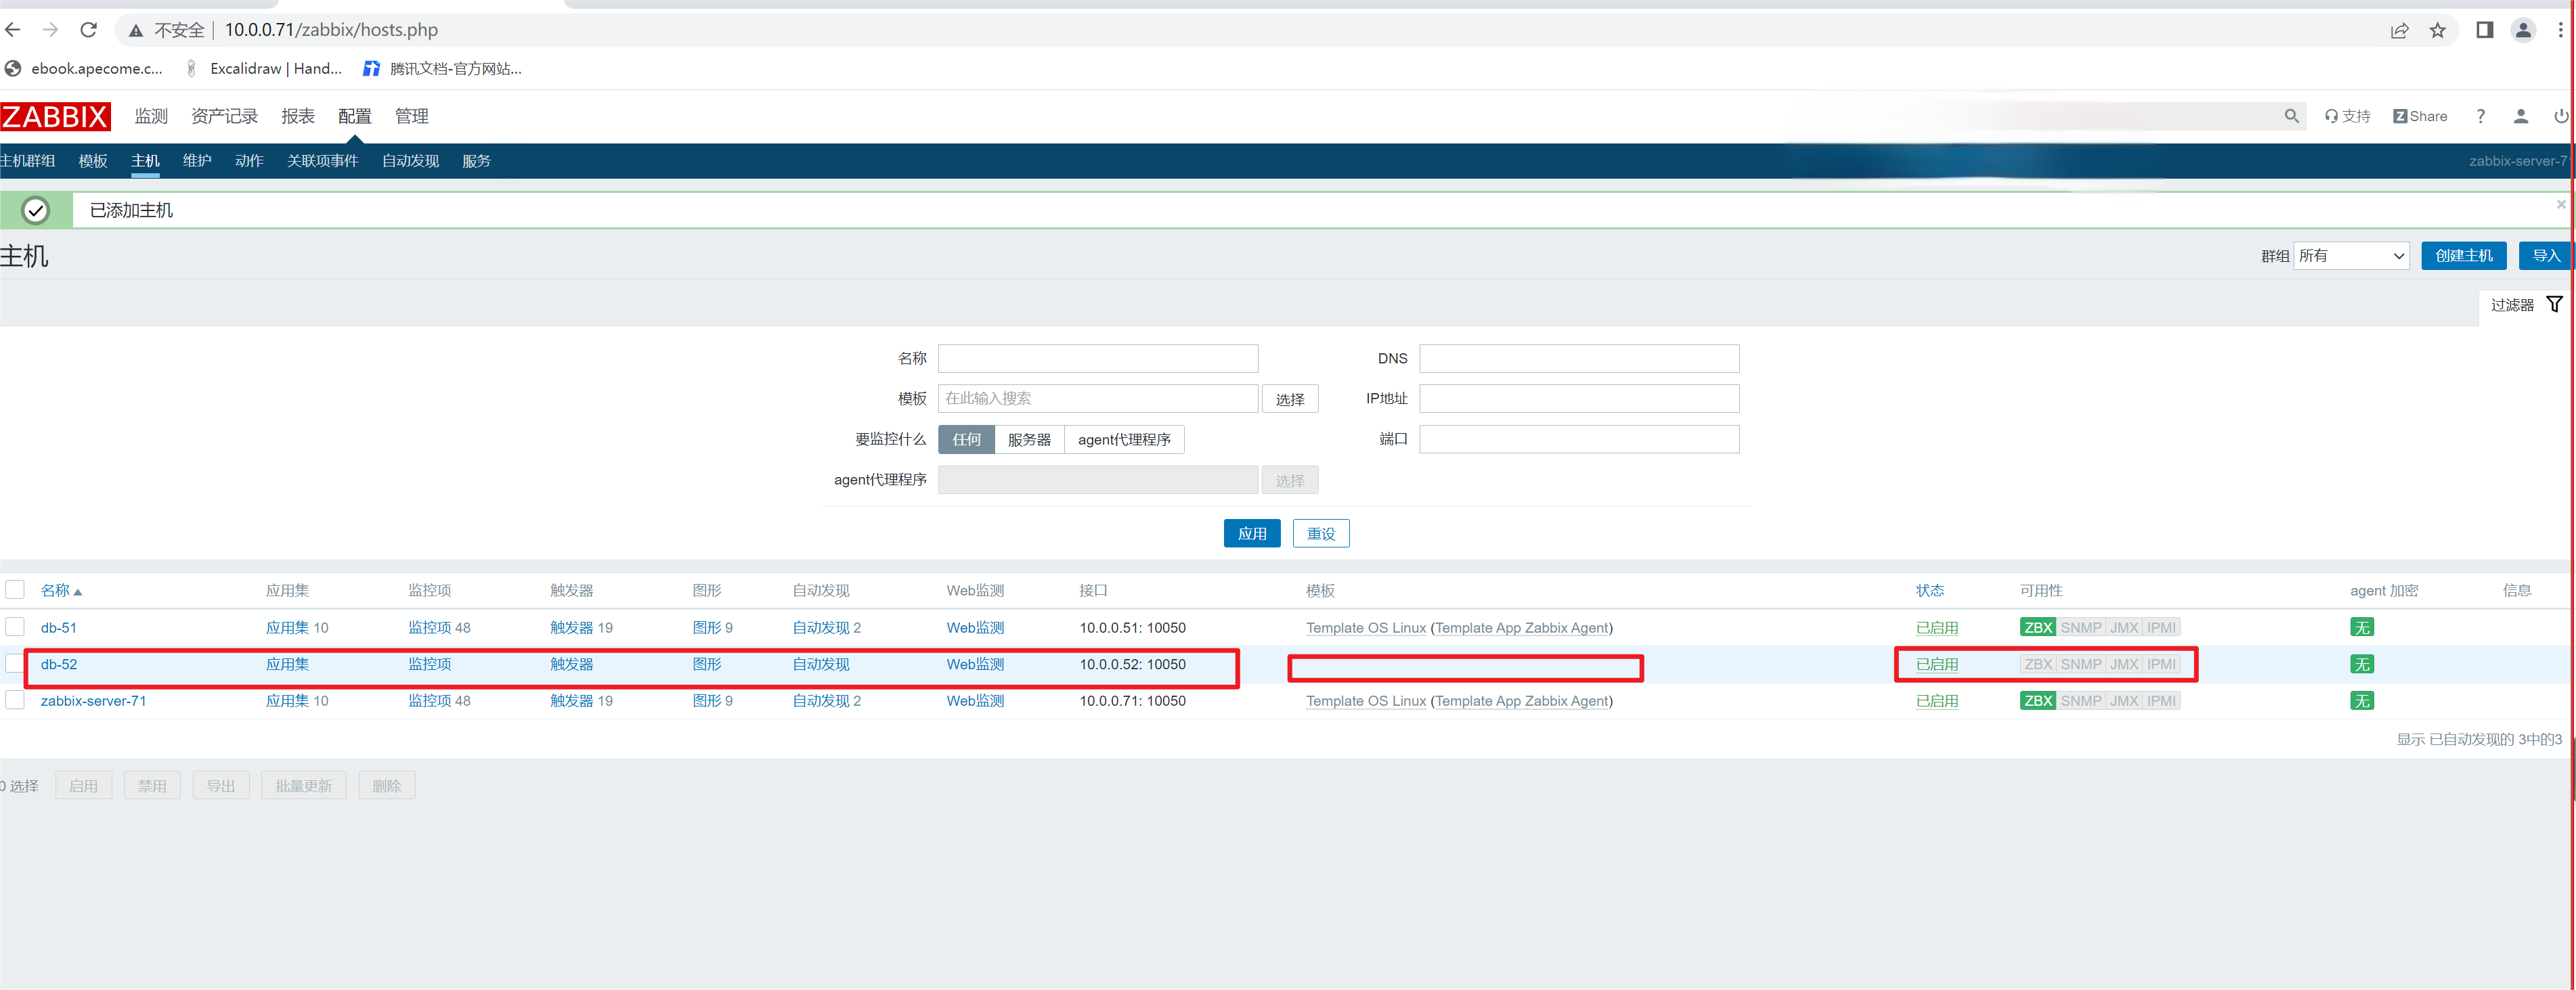 不安全 10.0.0.71/zabbix/hosts.php
ebook.apecome.c... Excalidraw | Hand... 腾讯文档-官方网站...
ZABBIX 监测 资产记录 报表 配置 管理 支持 Z Share ?
主机群组 模板 主机 维护 动作 关联项事件 自动发现 服务 zabbix-server-71
已添加主机
主机 群组 所有 创建主机 导入
过滤器
名称 DNS
模板 在此输入搜索 选择 IP地址
要监控什么 任何 服务器 agent代理程序 端口
agent代理程序 选择
应用 重设
名称 应用集 监控项 触发器 图形 自动发现 Web监测 接口 模板 状态 可用性 agent 加密 信息
db-51 应用集 10 监控项 48 触发器 19 图形 9 自动发现 2 Web监测 10.0.0.51: 10050 Template OS Linux (Template App Zabbix Agent) 已启用 ZBX SNMP JMX IPMI 无
db-52 应用集 监控项 触发器 图形 自动发现 Web监测 10.0.0.52: 10050 已启用 ZBX SNMP JMX IPMI 无
zabbix-server-71 应用集 10 监控项 48 触发器 19 图形 9 自动发现 2 Web监测 10.0.0.71: 10050 Template OS Linux (Template App Zabbix Agent) 已启用 ZBX SNMP JMX IPMI 无
显示 已自动发现的 3中的3
0 选择 启用 禁用 导出 批量更新 删除